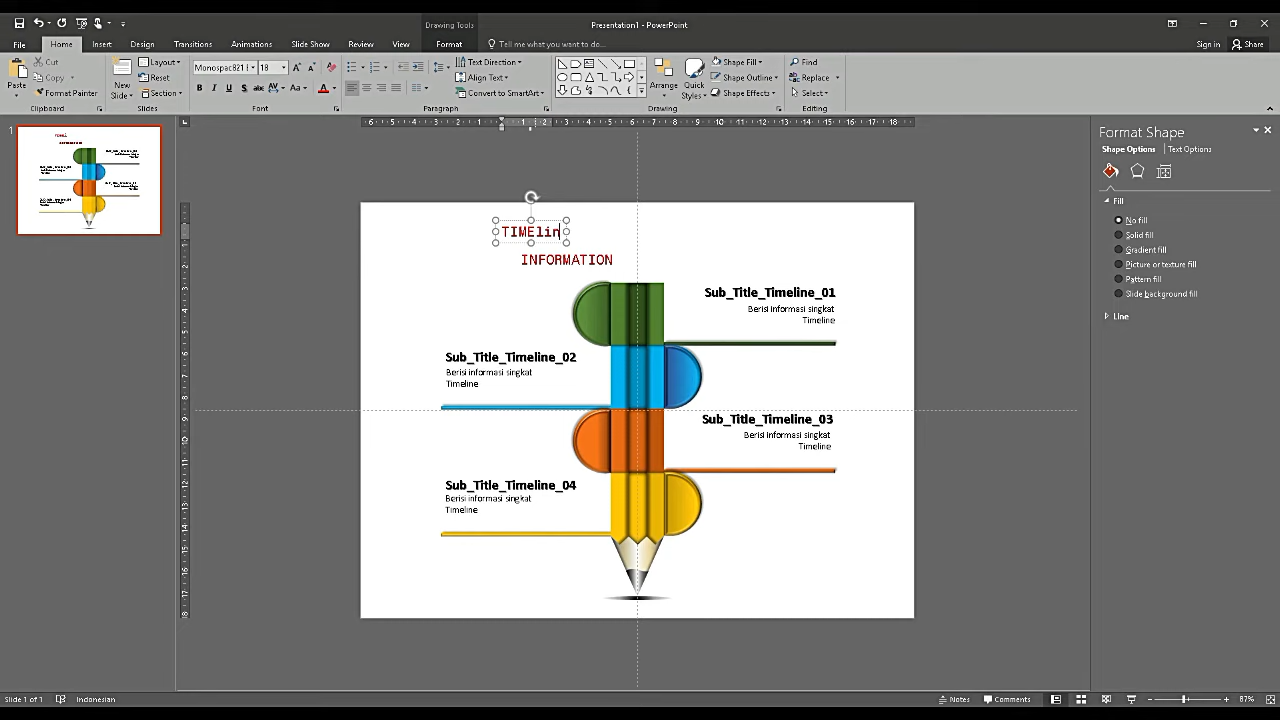 Drawing Tools
Presentation1 - PowerPoint
File
Home
Insert
Design
Transitions
Animations
Slide Show
Review
View
Format
Tell me what you want to do...
Sign in
Share
Paste
Cut
Copy
Format Painter
Clipboard
New
Slide
Layout
Reset
Section
Slides
Monospac821 E
18
Font
Text Direction
Align Text
Convert to SmartArt
Paragraph
Arrange
Quick
Styles
Shape Fill
Shape Outline
Shape Effects
Drawing
Find
Replace
Select
Editing
1
TIMElin
INFORMATION
Sub_Title_Timeline_01
Berisi informasi singkat
Timeline
Sub_Title_Timeline_02
Berisi informasi singkat
Timeline
Sub_Title_Timeline_03
Berisi informasi singkat
Timeline
Sub_Title_Timeline_04
Berisi informasi singkat
Timeline
Format Shape
Shape Options
Text Options
Fill
No fill
Solid fill
Gradient fill
Picture or texture fill
Pattern fill
Slide background fill
Line
Slide 1 of 1
Indonesian
Notes
Comments
87%